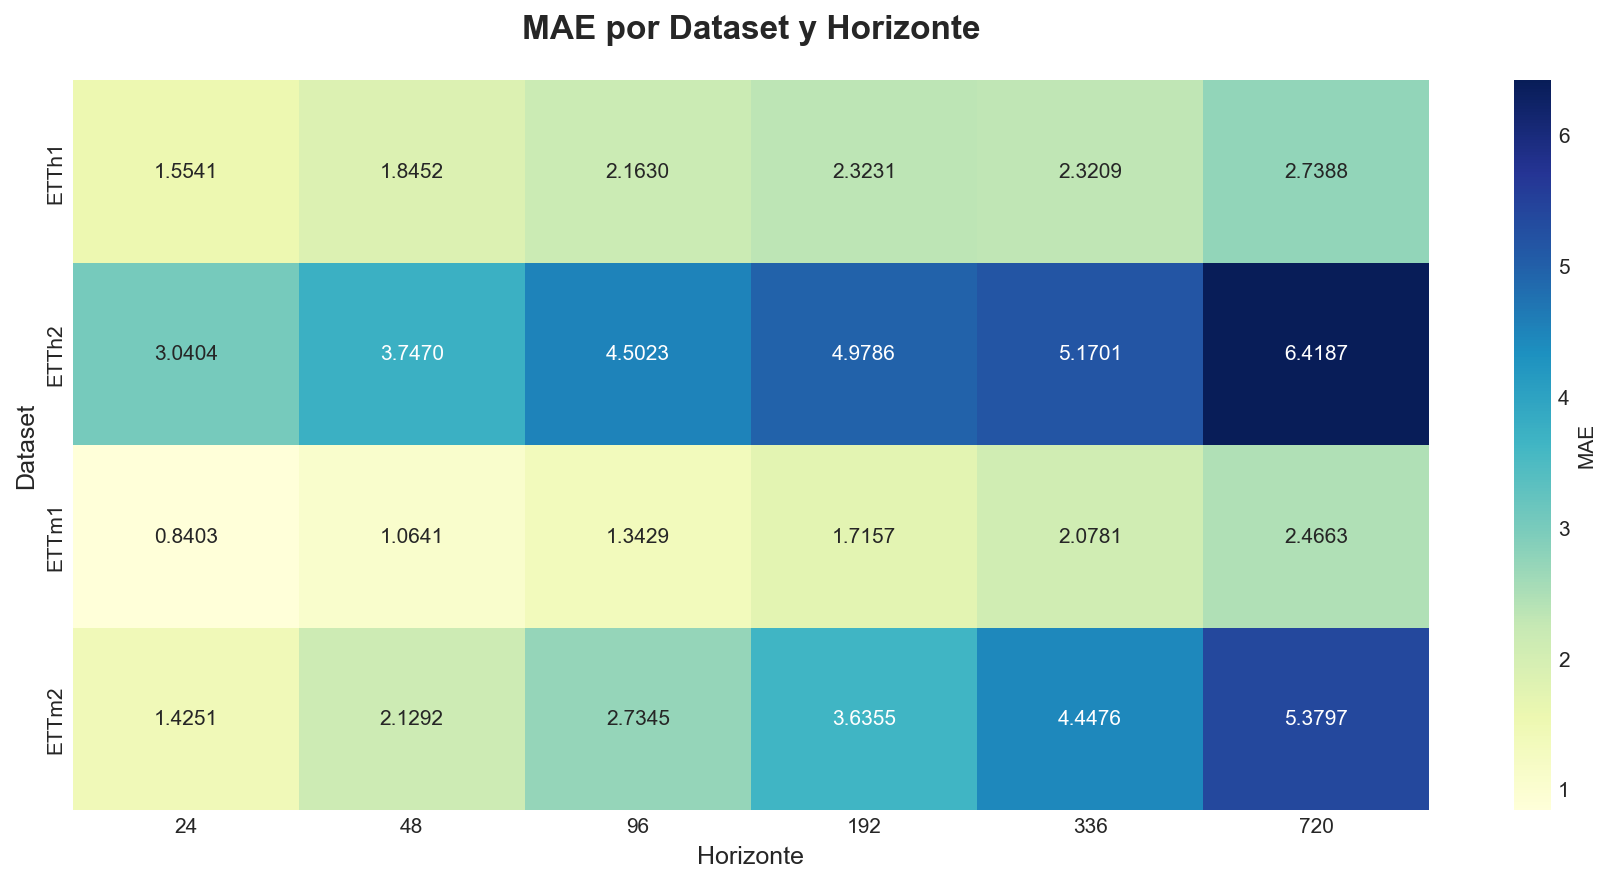 MAE por Dataset y Horizonte
ETTh1
1.5541 1.8452 2.1630 2.3231 2.3209 2.7388
ETTh2
3.0404 3.7470 4.5023 4.9786 5.1701 6.4187
ETTm1
0.8403 1.0641 1.3429 1.7157 2.0781 2.4663
ETTm2
1.4251 2.1292 2.7345 3.6355 4.4476 5.3797
Dataset
24 48 96 192 336 720
Horizonte
6
5
4
3
2
1
MAE